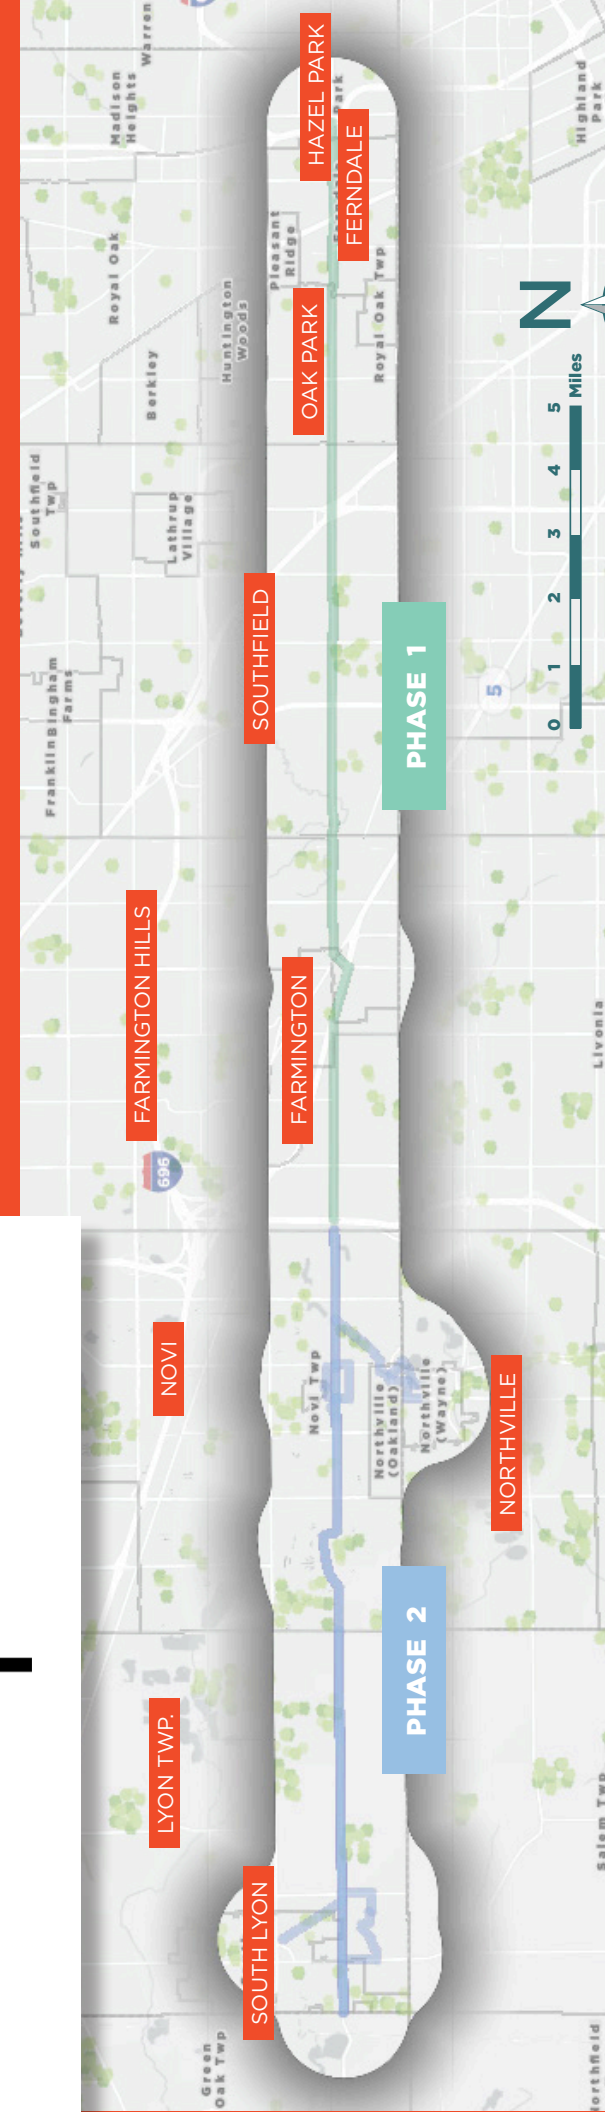 Franklin
Bingham
Farms
Southfield
Twp
Madison
Heights
Royal Oak
Warren
Berkley
FARMINGTON HILLS
LYON TWP.
NOVI
696
Lathrup
Village
Green
Oak Twp
Huntington
Woods
SOUTH LYON
SOUTHFIELD
Pleasant
Ridge
FARMINGTON
OAK PARK
HAZEL PARK
Park
Novi Twp
FERNDALE
Northville
(Oakland)
Royal Oak Twp
PHASE 2
PHASE 1
Northville
(Wayne)
NORTHVILLE
5
N
0 1 2 3 4 5
Miles
Highland
Park
orthfield
Salem Twp
Livonia